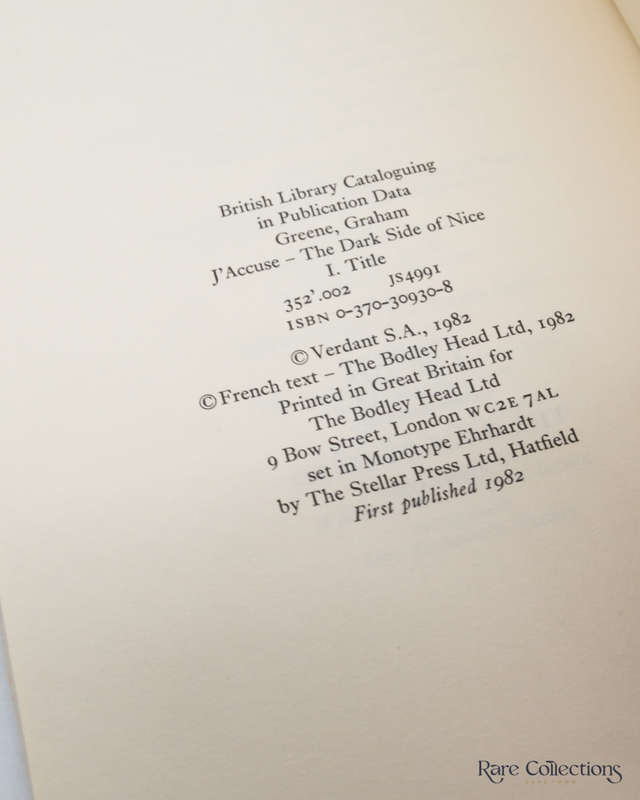 British Library Cataloguing
in Publication Data
Greene, Graham
J'Accuse – The Dark Side of Nice
I. Title
352'.002 JS4991
ISBN 0-370-30930-8
© Verdant S.A., 1982
© French text – The Bodley Head Ltd, 1982
Printed in Great Britain for
The Bodley Head Ltd
9 Bow Street, London WC2E 7AL
set in Monotype Ehrhardt
by The Stellar Press Ltd, Hatfield
First published 1982
Rare Collections